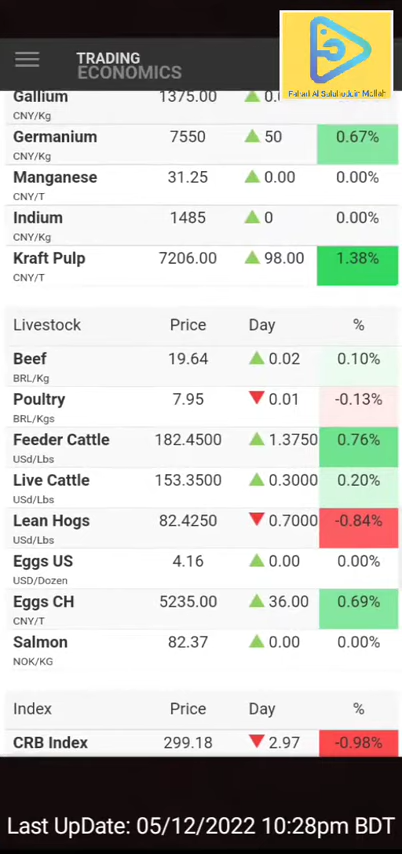 TRADING
ECONOMICS
Fahad Al Salahuddin Mollah
Gallium 1375.00
CNY/Kg
Germanium 7550 50 0.67%
CNY/Kg
Manganese 31.25 0.00 0.00%
CNY/T
Indium 1485 0 0.00%
CNY/Kg
Kraft Pulp 7206.00 98.00 1.38%
CNY/T
Livestock Price Day %
Beef 19.64 0.02 0.10%
BRL/Kg
Poultry 7.95 0.01 -0.13%
BRL/Kgs
Feeder Cattle 182.4500 1.3750 0.76%
USd/Lbs
Live Cattle 153.3500 0.3000 0.20%
USd/Lbs
Lean Hogs 82.4250 0.7000 -0.84%
USd/Lbs
Eggs US 4.16 0.00 0.00%
USD/Dozen
Eggs CH 5235.00 36.00 0.69%
CNY/T
Salmon 82.37 0.00 0.00%
NOK/KG
Index Price Day %
CRB Index 299.18 2.97 -0.98%
Last UpDate: 05/12/2022 10:28pm BDT